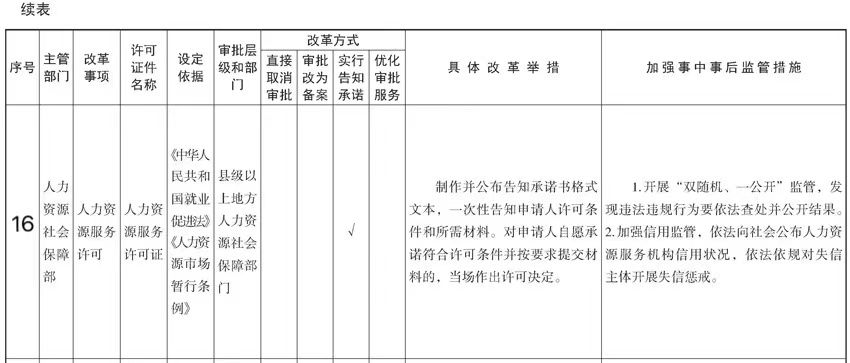 续表
序号
主管
部门
改革
事项
许可
证件
名称
设定
依据
审批层
级和部
门
改革方式
直接
取消
审批
审批
改为
备案
实行
告知
承诺
优化
审批
服务
具体改革举措
加强事中事后监管措施
16
人力
资源
社会
保障
部
人力资
源服务
许可
人力资
源服务
许可证
《中华人
民共和
国就业
促进法》
《人力资
源市场
暂行条
例》
县级以
上地方
人力资
源社会
保障部
门
√
制作并公布告知承诺书格式
文本，一次性告知申请人许可条
件和所需材料。对申请人自愿承
诺符合许可条件并按要求提交材
料的，当场作出许可决定。
1.开展“双随机、一公开”监管，发
现违法违规行为要依法查处并公开结果。
2.加强信用监管，依法向社会公布人力资
源服务机构信用状况，依法依规对失信
主体开展失信惩戒。